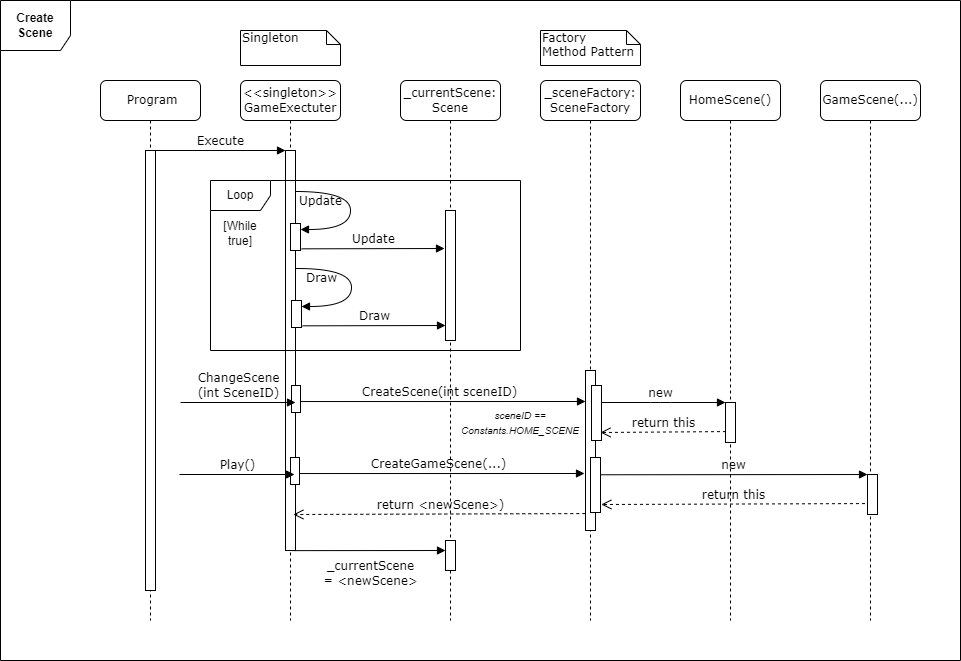 Create
Scene
Singleton
Factory
Method Pattern
Program
<<singleton>>
GameExectuter
_currentScene:
Scene
_sceneFactory:
SceneFactory
HomeScene()
GameScene(...)
Execute
Loop
[While
true]
Update
Update
Draw
Draw
ChangeScene
(int SceneID)
CreateScene(int sceneID)
new
sceneID ==
Constants.HOME_SCENE
return this
Play()
CreateGameScene(...)
new
return this
return <newScene>)
_currentScene
= <newScene>